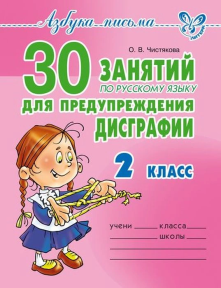 Азбука письма
О. В. Чистякова
30 ЗАНЯТИЙ
ПО РУССКОМУ ЯЗЫКУ
ДЛЯ ПРЕДУПРЕЖДЕНИЯ
ДИСГРАФИИ
2 КЛАСС
учени класса
школы